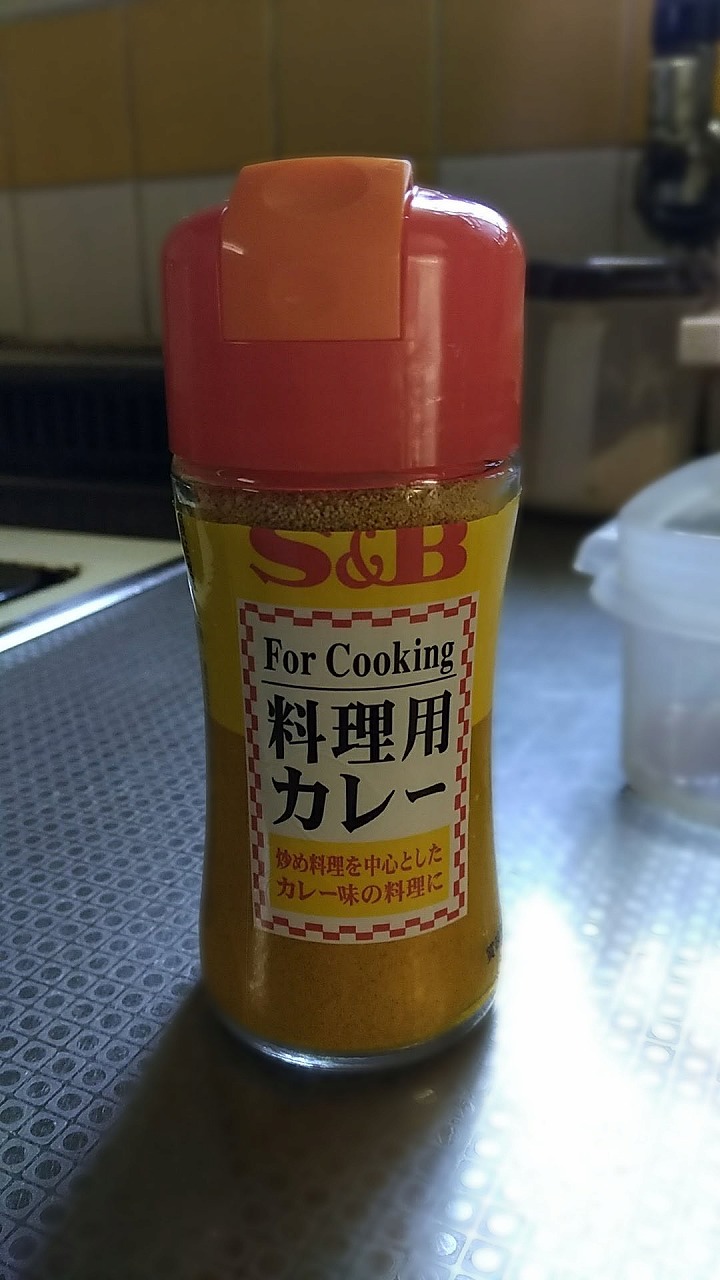 S&B
For Cooking
料理用
カレー
炒め料理を中心とした
カレー味の料理に